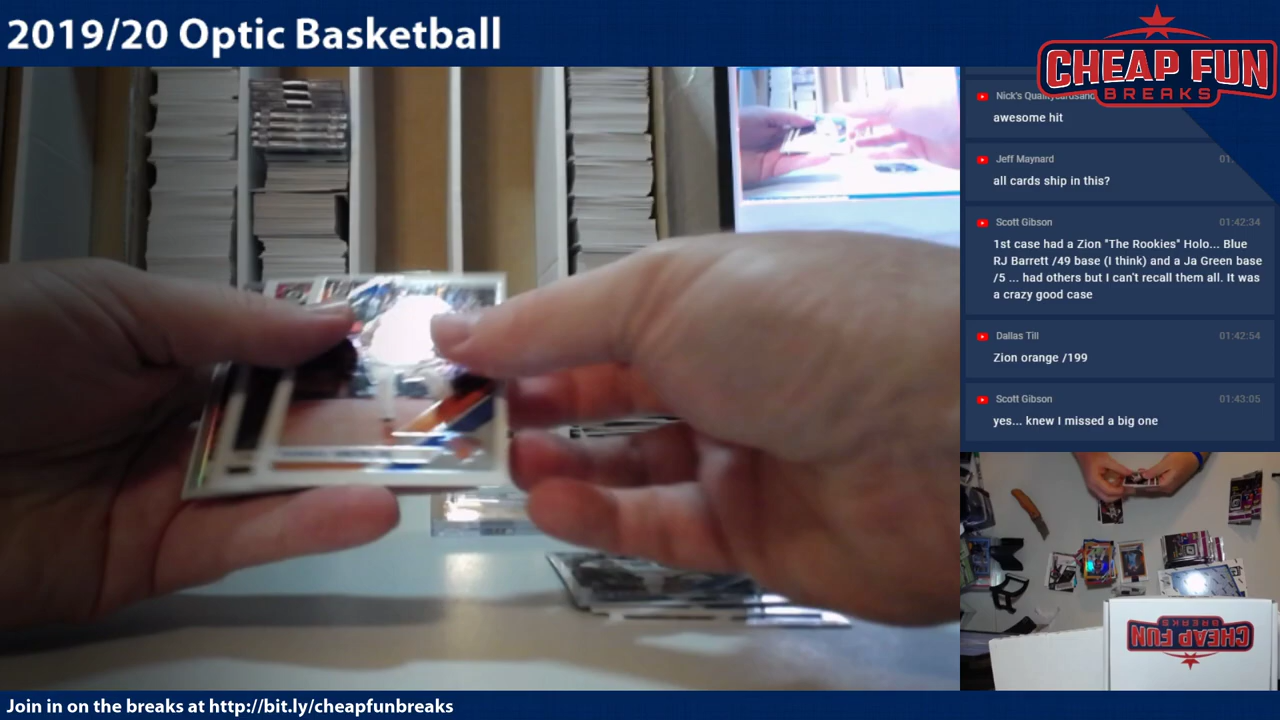 2019/20 Optic Basketball
CHEAP FUN
BREAKS
awesome hit
Jeff Maynard
all cards ship in this?
Scott Gibson 01:42:34
1st case had a Zion "The Rookies" Holo... Blue
RJ Barrett /49 base (I think) and a Ja Green base
/5 ... had others but I can't recall them all. It was
a crazy good case
Dallas Till 01:42:54
Zion orange /199
Scott Gibson 01:43:05
yes... knew I missed a big one
CHEAP FUN
BREAKS
Join in on the breaks at http://bit.ly/cheapfunbreaks